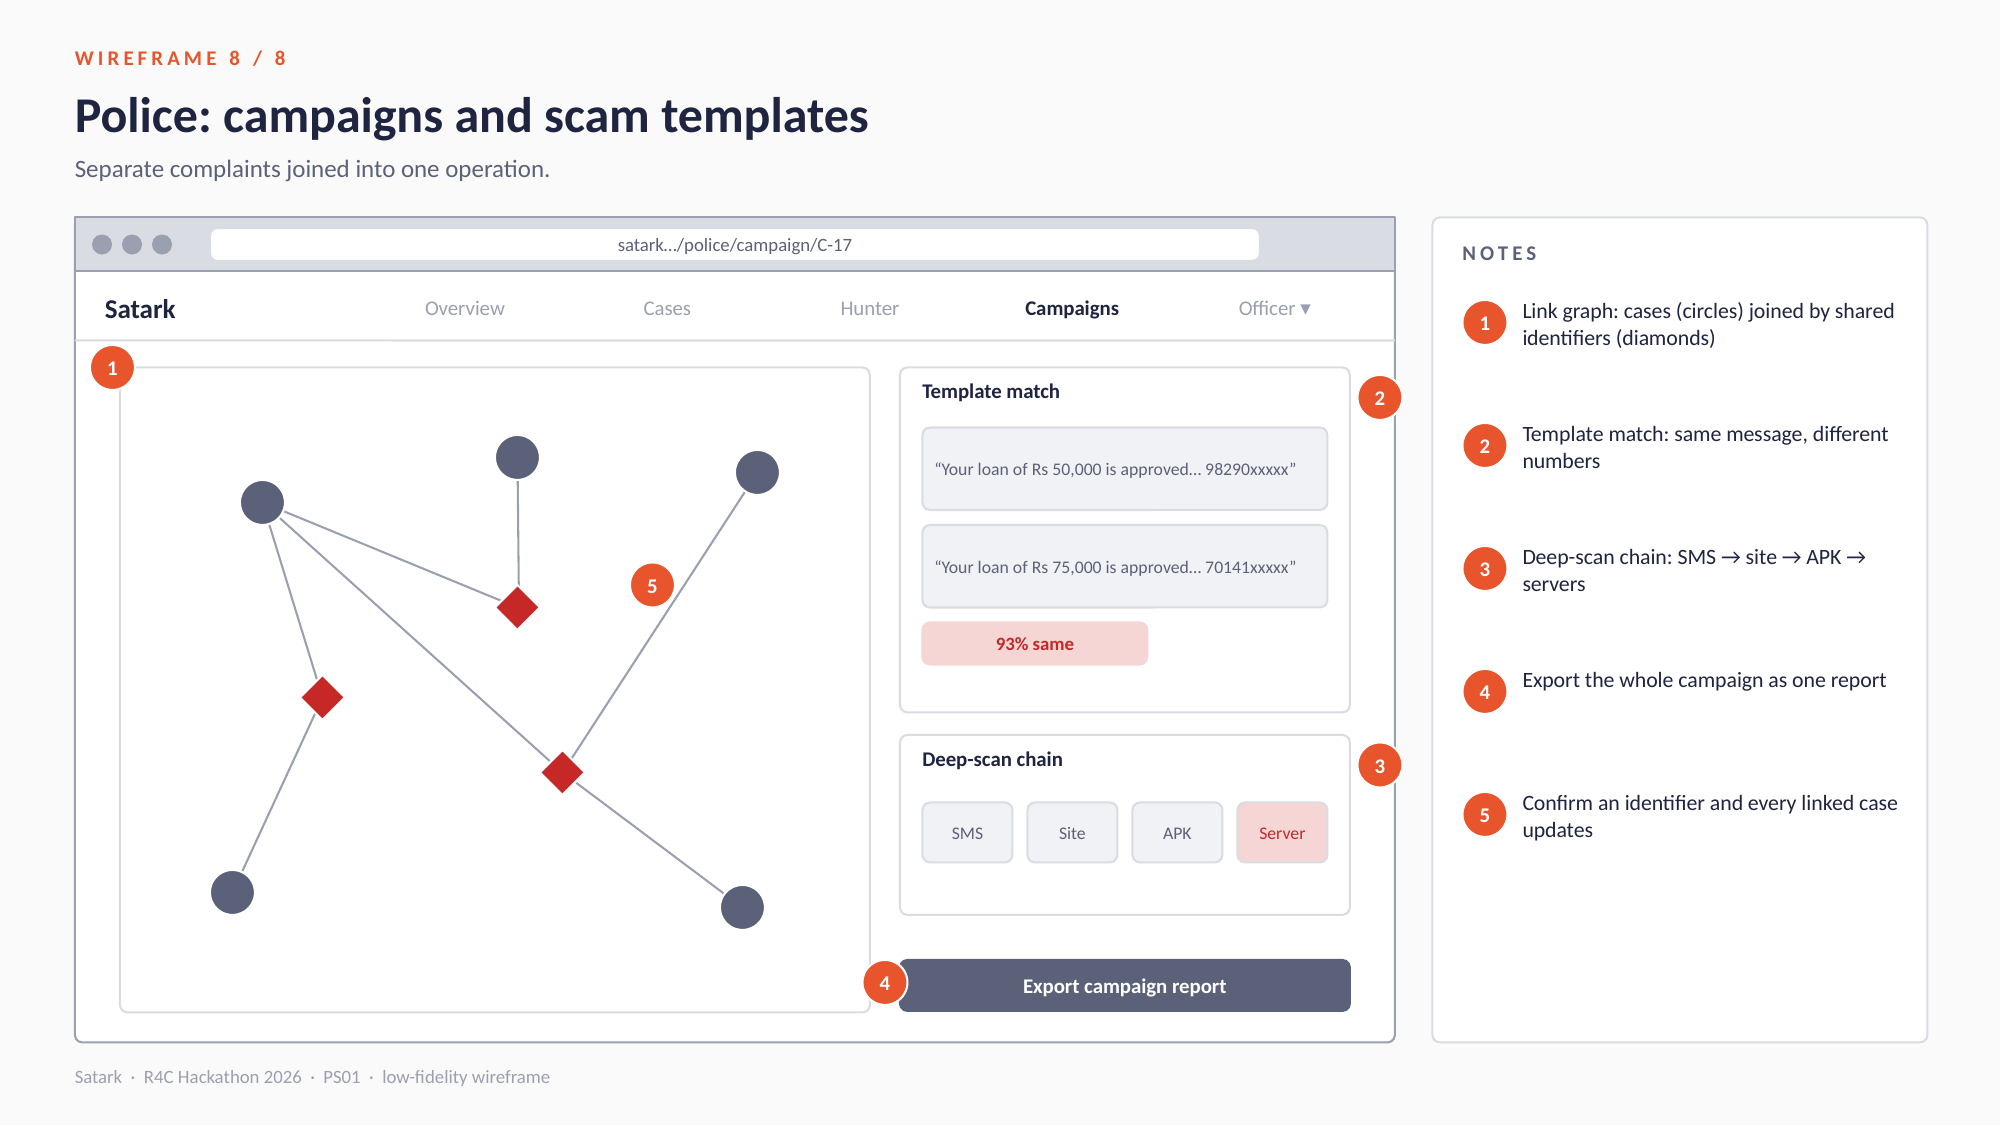 WIREFRAME 8 / 8
Police: campaigns and scam templates
Separate complaints joined into one operation.
satark.../police/campaign/C-17
Satark
Overview
Cases
Hunter
Campaigns
Officer ▾
1
5
Template match
2
“Your loan of Rs 50,000 is approved... 98290xxxxx”
“Your loan of Rs 75,000 is approved... 70141xxxxx”
93% same
Deep-scan chain
3
SMS
Site
APK
Server
4
Export campaign report
NOTES
1
Link graph: cases (circles) joined by shared
identifiers (diamonds)
2
Template match: same message, different
numbers
3
Deep-scan chain: SMS → site → APK →
servers
4
Export the whole campaign as one report
5
Confirm an identifier and every linked case
updates
Satark · R4C Hackathon 2026 · PS01 · low-fidelity wireframe